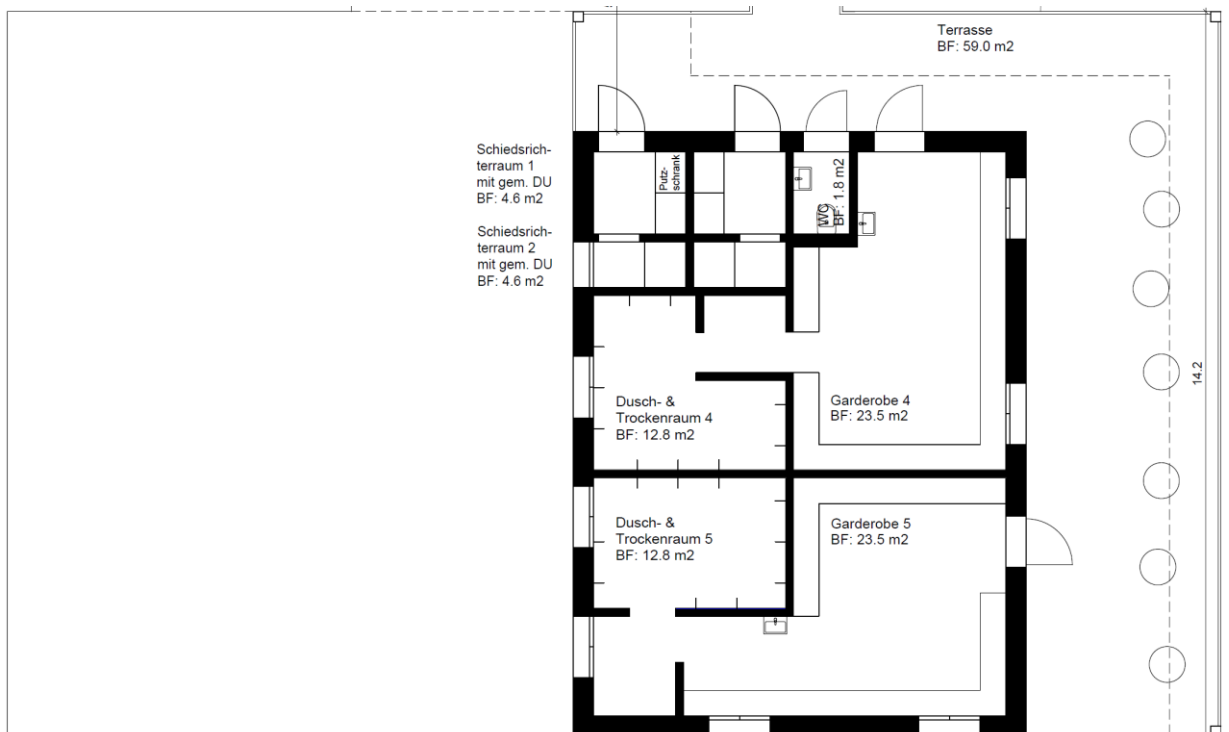 Terrasse
BF: 59.0 m2
Schiedsrich-
terraum 1
mit gem. DU
BF: 4.6 m2
Putz-
schrank
WC
BF: 1.8 m2
Schiedsrich-
terraum 2
mit gem. DU
BF: 4.6 m2
14.2
Dusch- &
Trockenraum 4
BF: 12.8 m2
Garderobe 4
BF: 23.5 m2
Dusch- &
Trockenraum 5
BF: 12.8 m2
Garderobe 5
BF: 23.5 m2